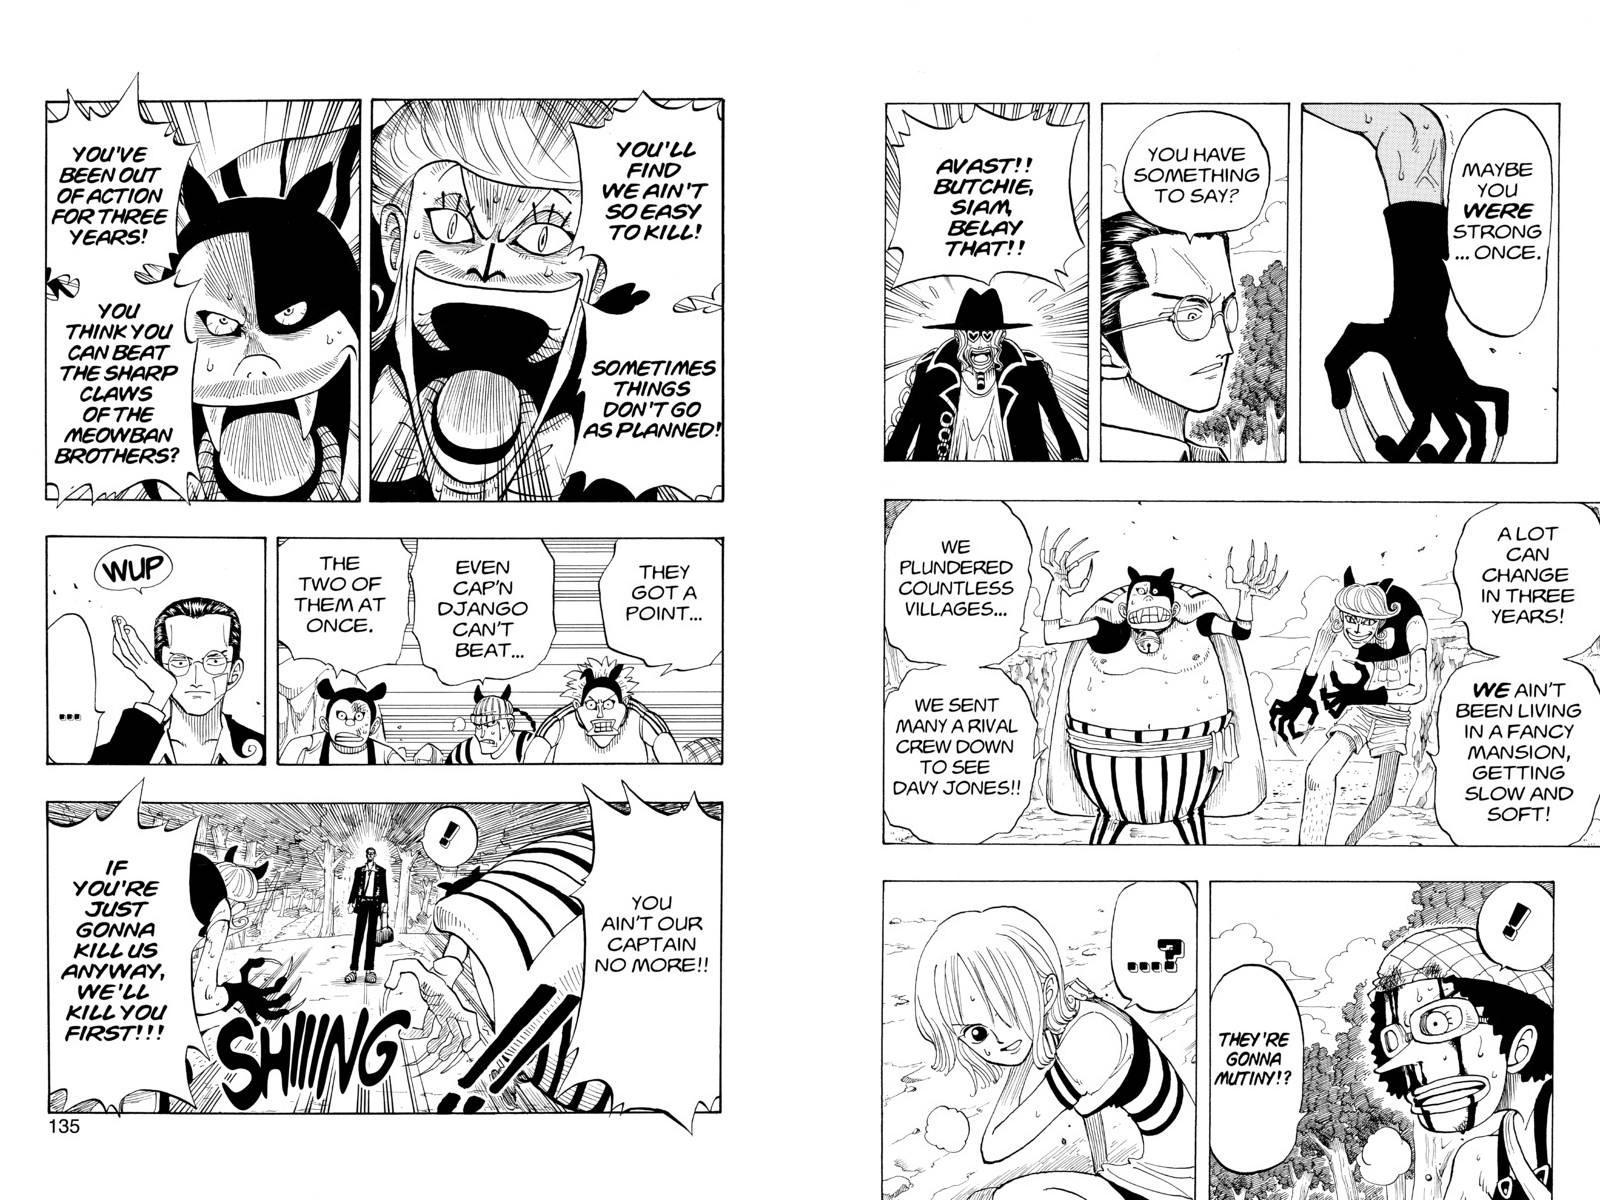 MAYBE
YOU
WERE
STRONG
... ONCE.
YOU HAVE
SOMETHING
TO SAY?
AVAST!!
BUTCHIE,
SIAM,
BELAY
THAT!!
A LOT
CAN
CHANGE
IN THREE
YEARS!
WE AIN'T
BEEN LIVING
IN A FANCY
MANSION,
GETTING
SLOW AND
SOFT!
WE
PLUNDERED
COUNTLESS
VILLAGES...
WE SENT
MANY A RIVAL
CREW DOWN
TO SEE
DAVY JONES!!
!
THEY'RE
GONNA
MUTINY!?
...?
YOU'LL
FIND
WE AIN'T
SO EASY
TO KILL!
SOMETIMES
THINGS
DON'T GO
AS PLANNED!
YOU'VE
BEEN OUT
OF ACTION
FOR THREE
YEARS!
YOU
THINK YOU
CAN BEAT
THE SHARP
CLAWS
OF THE
MEOWBAN
BROTHERS?
THEY
GOT A
POINT...
EVEN
CAP'N
DJANGO
CAN'T
BEAT...
THE
TWO OF
THEM AT
ONCE.
WUP
...
YOU
AIN'T OUR
CAPTAIN
NO MORE!!
!
SHIIIING
IF
YOU'RE
JUST
GONNA
KILL US
ANYWAY,
WE'LL
KILL YOU
FIRST!!!
135